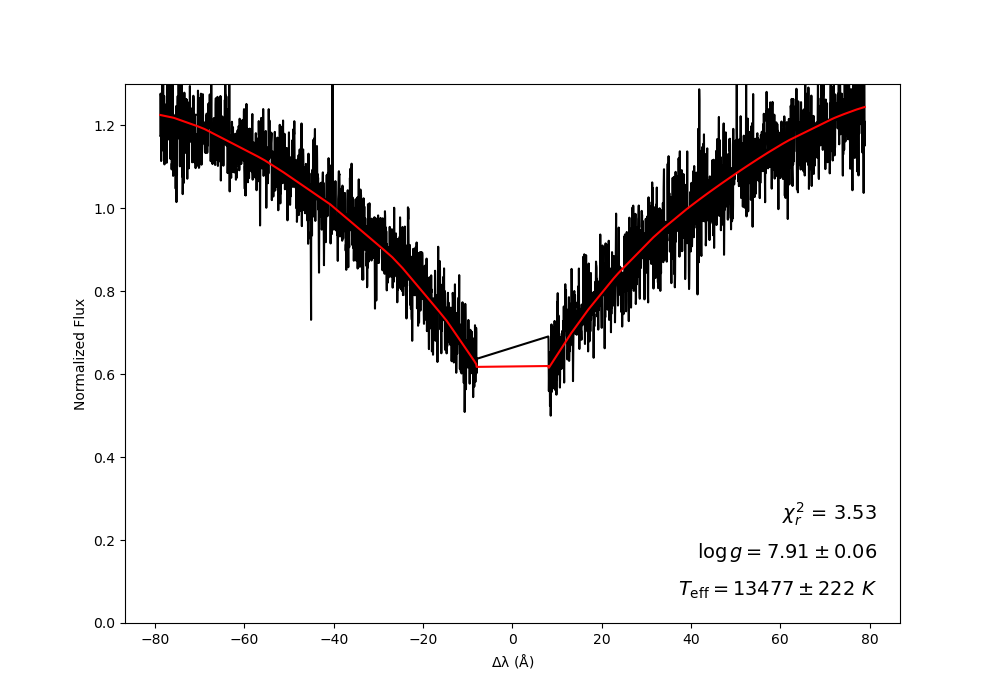 1.2
1.0
0.8
0.6
0.4
0.2
0.0
Normalized Flux
χ²ᵣ = 3.53
log g = 7.91 ± 0.06
T_eff = 13477 ± 222 K
−80 −60 −40 −20 0 20 40 60 80
Δλ (Å)